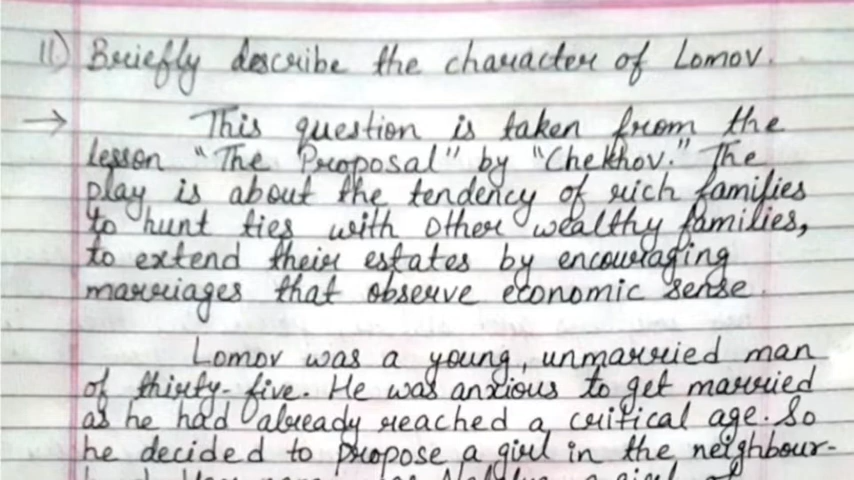 11) Briefly describe the character of Lomov.
→ This question is taken from the
lesson "The Proposal" by "Chekhov." The
play is about the tendency of rich families
to hunt ties with other wealthy families,
to extend their estates by encouraging
marriages that observe economic sense.
Lomov was a young, unmarried man
of thirty-five. He was anxious to get married
as he had already reached a critical age. So
he decided to propose a girl in the neighbour-